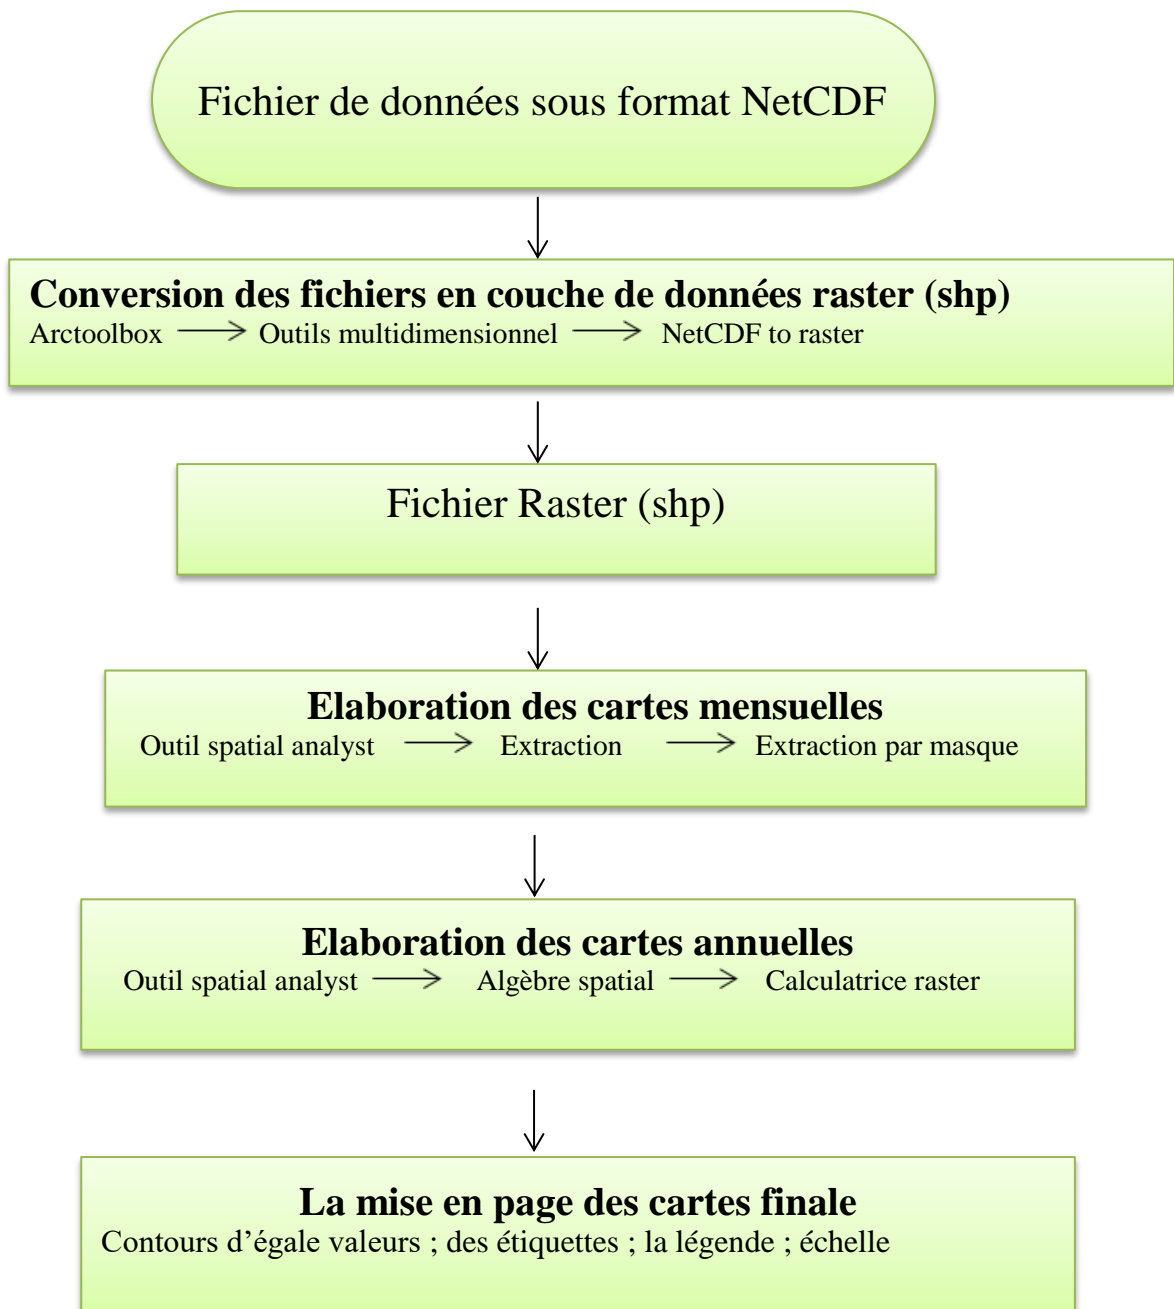 Fichier de données sous format NetCDF
Conversion des fichiers en couche de données raster (shp)
Arctoolbox → Outils multidimensionnel → NetCDF to raster
Fichier Raster (shp)
Elaboration des cartes mensuelles
Outil spatial analyst → Extraction → Extraction par masque
Elaboration des cartes annuelles
Outil spatial analyst → Algèbre spatial → Calculatrice raster
La mise en page des cartes finale
Contours d’égale valeurs ; des étiquettes ; la légende ; échelle